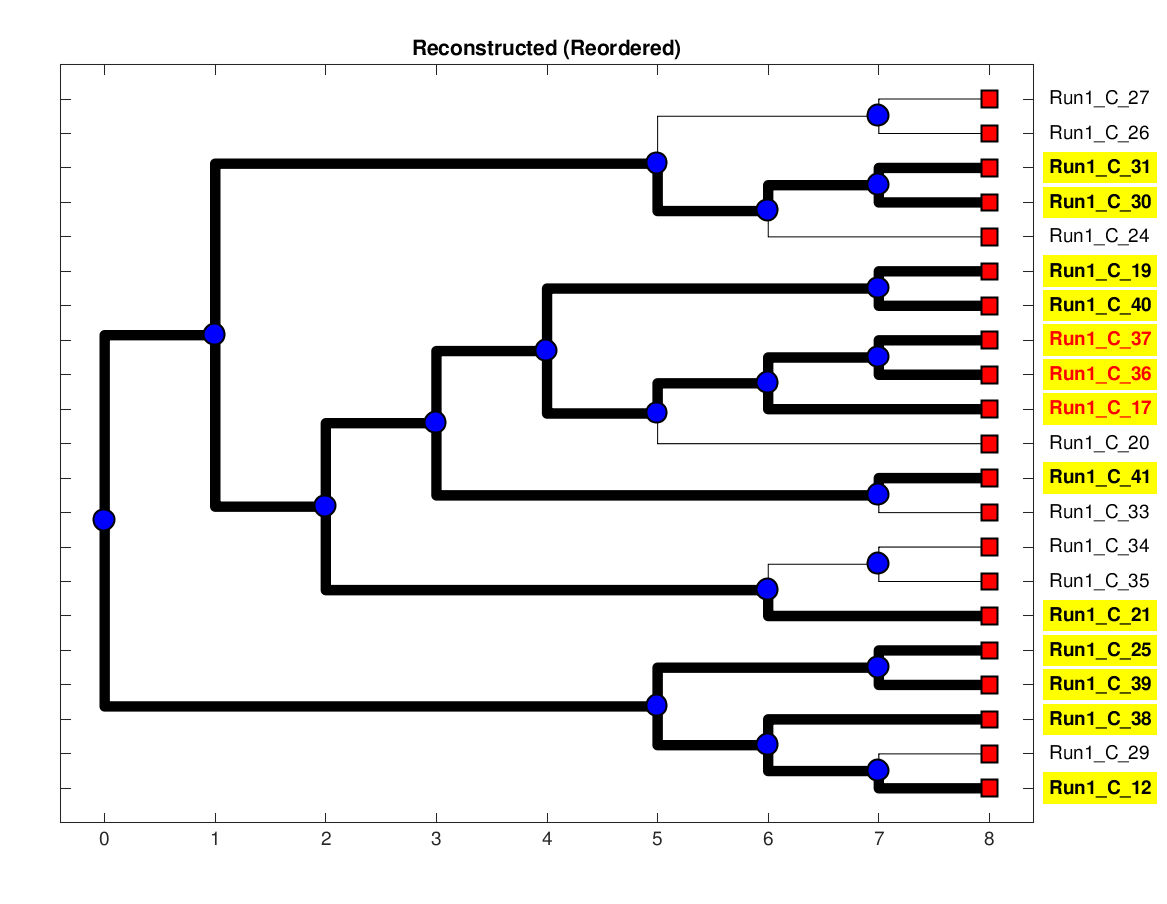 Reconstructed (Reordered)
Run1_C_27
Run1_C_26
Run1_C_31
Run1_C_30
Run1_C_24
Run1_C_19
Run1_C_40
Run1_C_37
Run1_C_36
Run1_C_17
Run1_C_20
Run1_C_41
Run1_C_33
Run1_C_34
Run1_C_35
Run1_C_21
Run1_C_25
Run1_C_39
Run1_C_38
Run1_C_29
Run1_C_12
0 1 2 3 4 5 6 7 8